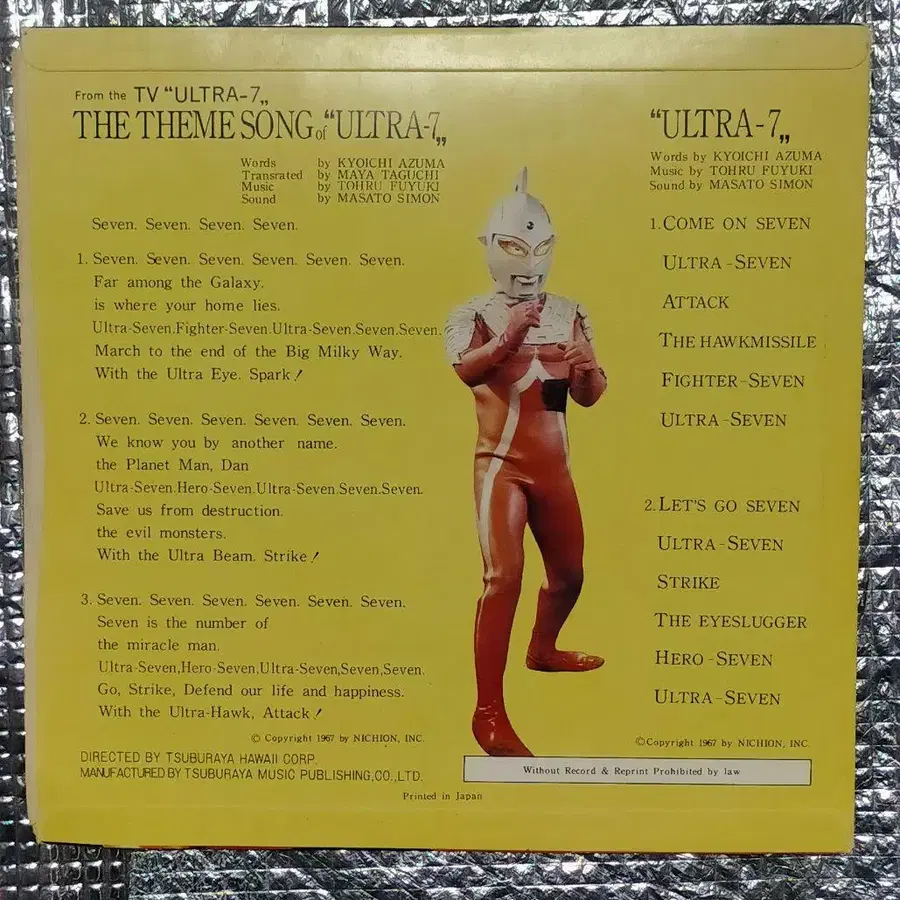 From the TV “ULTRA-7„
THE THEME SONG of “ULTRA-7„
Words by KYOICHI AZUMA
Transrated by MAYA TAGUCHI
Music by TOHRU FUYUKI
Sound by MASATO SIMON
Seven. Seven. Seven. Seven.
1. Seven. Seven. Seven. Seven. Seven. Seven.
Far among the Galaxy.
is where your home lies.
Ultra-Seven.Fighter-Seven.Ultra-Seven.Seven.Seven.
March to the end of the Big Milky Way.
With the Ultra Eye. Spark!
2. Seven. Seven. Seven. Seven. Seven. Seven.
We know you by another name.
the Planet Man, Dan
Ultra-Seven.Hero-Seven.Ultra-Seven.Seven.Seven.
Save us from destruction.
the evil monsters.
With the Ultra Beam. Strike!
3. Seven. Seven. Seven. Seven. Seven. Seven.
Seven is the number of
the miracle man.
Ultra-Seven,Hero-Seven,Ultra-Seven,Seven,Seven.
Go, Strike, Defend our life and happiness.
With the Ultra-Hawk, Attack!
© Copyright 1967 by NICHION, INC.
DIRECTED BY TSUBURAYA HAWAII CORP.
MANUFACTURED BY TSUBURAYA MUSIC PUBLISHING,CO.,LTD.
“ULTRA-7„
Words by KYOICHI AZUMA
Music by TOHRU FUYUKI
Sound by MASATO SIMON
1. COME ON SEVEN
ULTRA-SEVEN
ATTACK
THE HAWKMISSILE
FIGHTER-SEVEN
ULTRA-SEVEN
2. LET'S GO SEVEN
ULTRA-SEVEN
STRIKE
THE EYESLUGGER
HERO-SEVEN
ULTRA-SEVEN
©Copyright 1967 by NICHION, INC.
Without Record & Reprint Prohibited by law
Printed in Japan